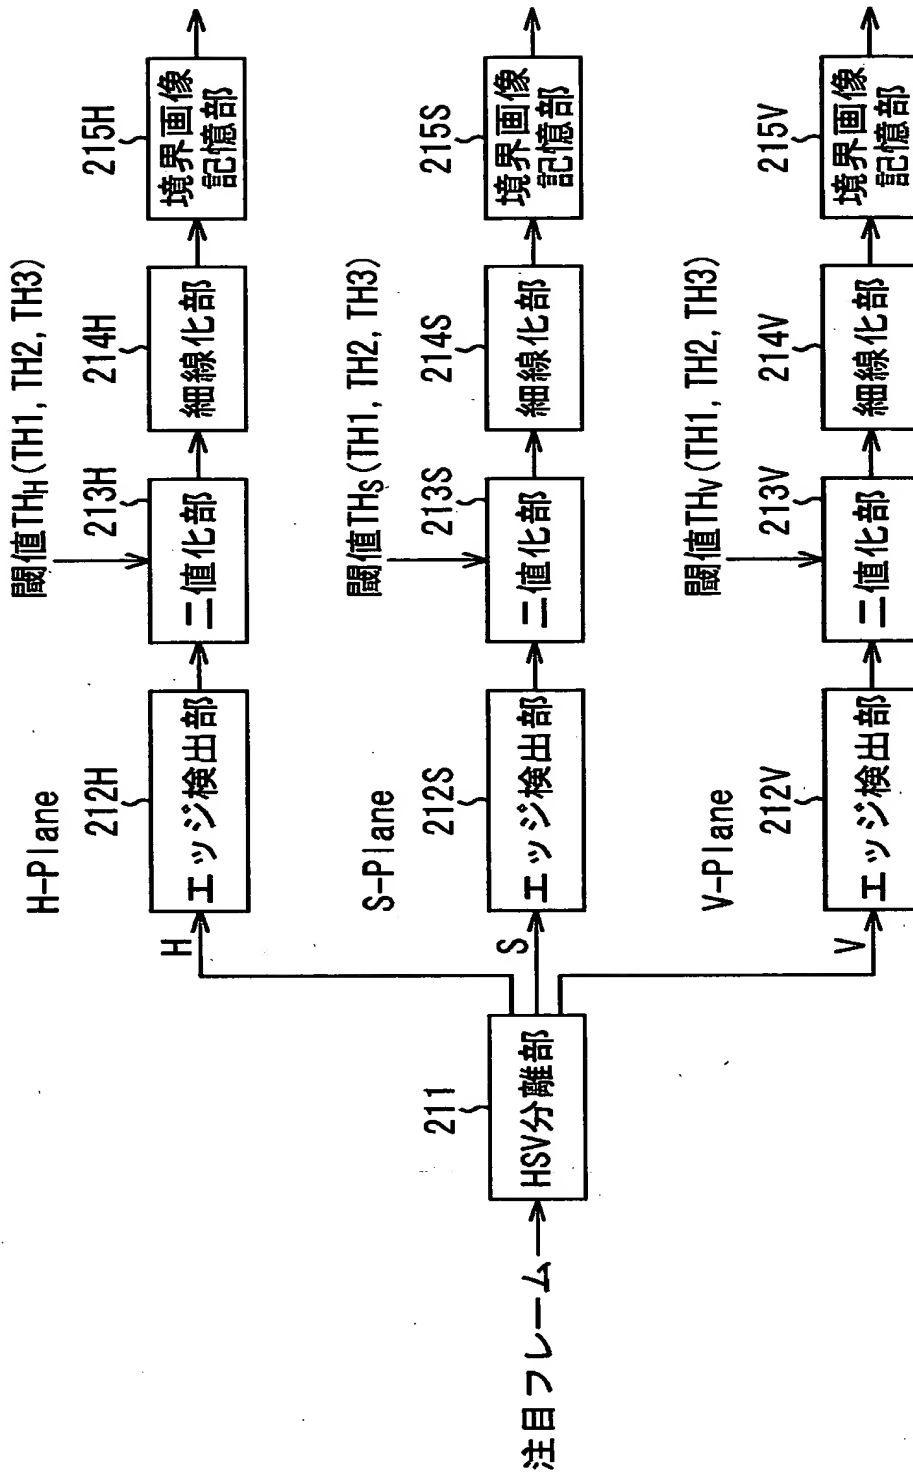 注目フレーム
211
HSV分離部
H
S
V
H-Plane
212H
エッジ検出部
閾値THH(TH1, TH2, TH3)
213H
二値化部
214H
細線化部
215H
境界画像
記憶部
S-Plane
212S
エッジ検出部
閾値THS(TH1, TH2, TH3)
213S
二値化部
214S
細線化部
215S
境界画像
記憶部
V-Plane
212V
エッジ検出部
閾値THV(TH1, TH2, TH3)
213V
二値化部
214V
細線化部
215V
境界画像
記憶部